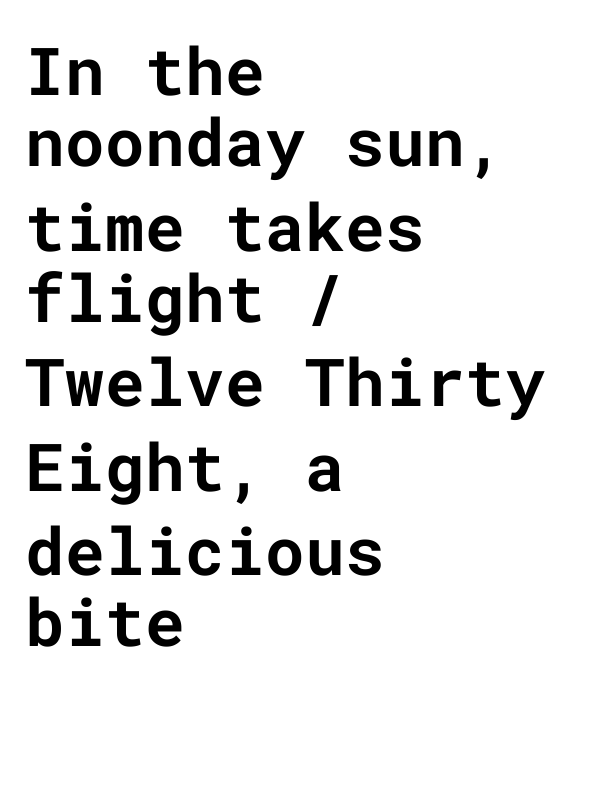 In the
noonday sun,
time takes
flight /
Twelve Thirty
Eight, a
delicious
bite